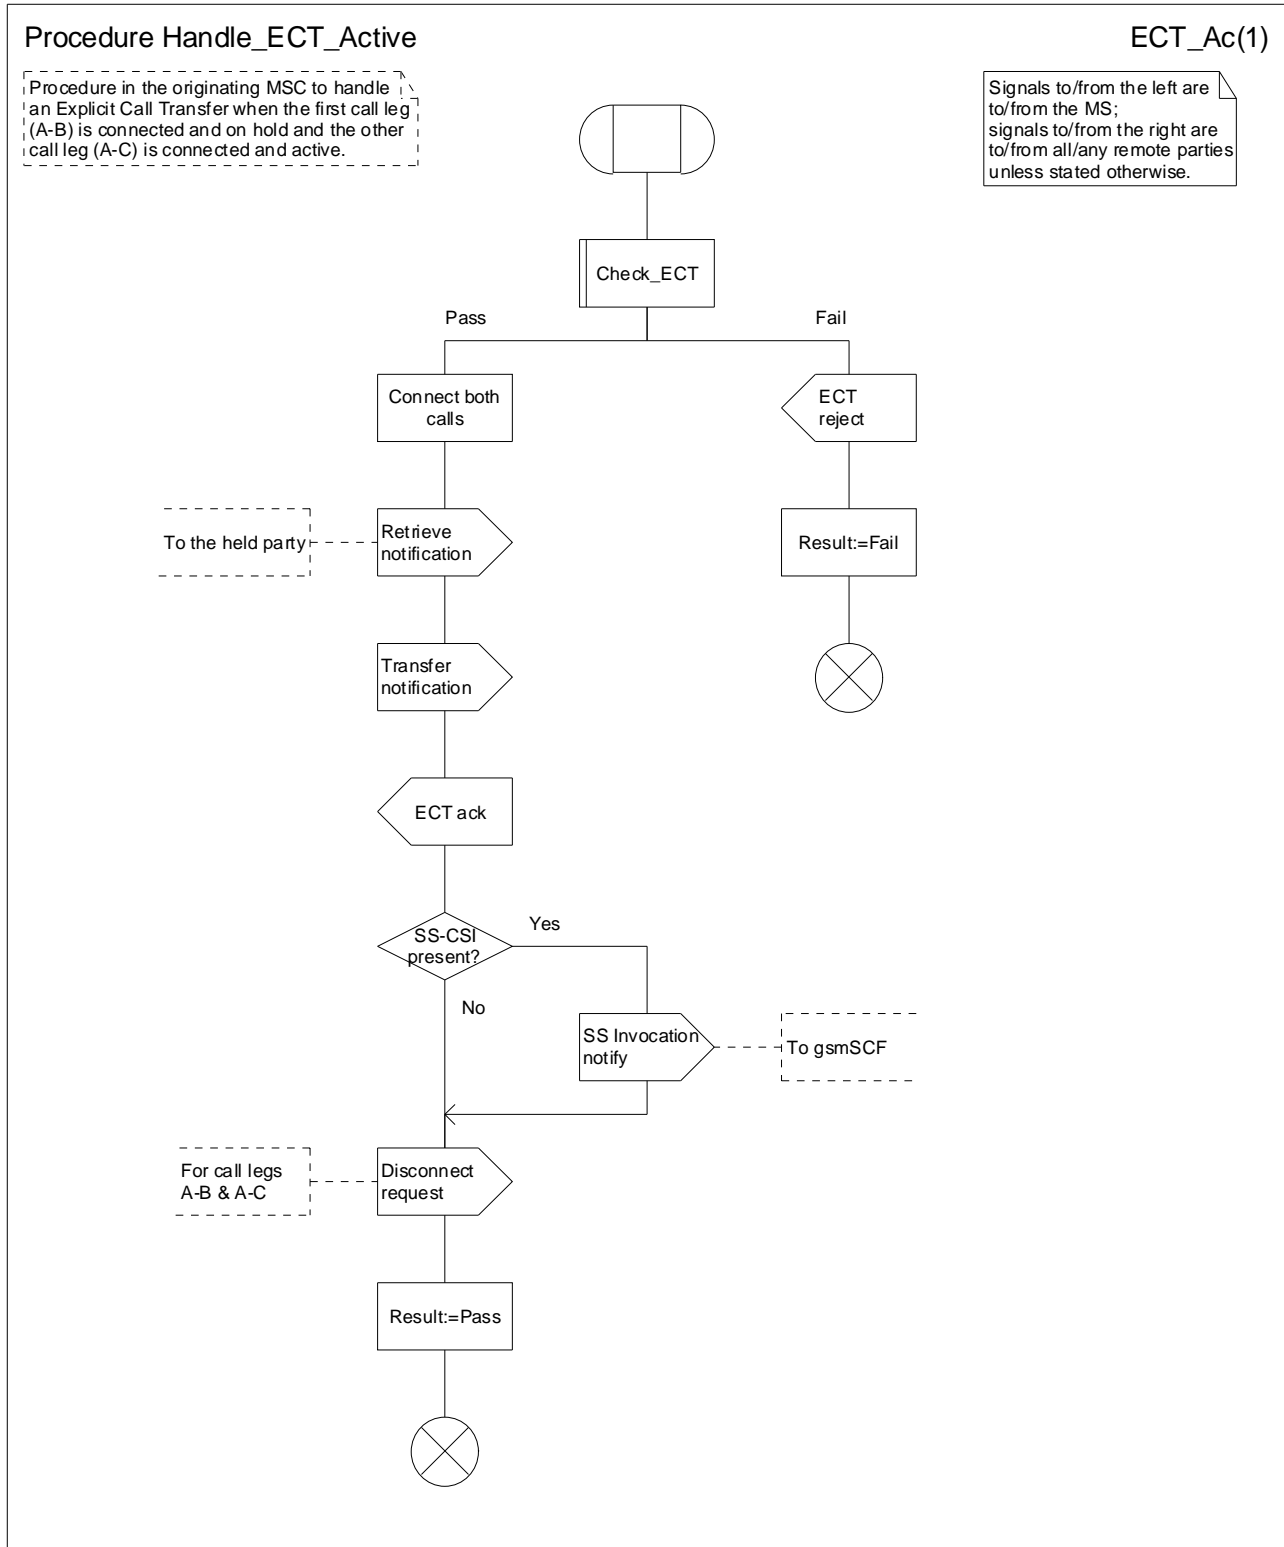 Procedure Handle_ECT_Active
ECT_Ac(1)
Procedure in the originating MSC to handle
an Explicit Call Transfer when the first call leg
(A-B) is connected and on hold and the other
call leg (A-C) is connected and active.
Signals to/from the left are
to/from the MS;
signals to/from the right are
to/from all/any remote parties
unless stated otherwise.
Check_ECT
Pass
Fail
Connect both
calls
ECT
reject
To the held party
Retrieve
notification
Result:=Fail
Transfer
notification
ECT ack
SS-CSI
present?
Yes
No
SS Invocation
notify
To gsmSCF
For call legs
A-B & A-C
Disconnect
request
Result:=Pass